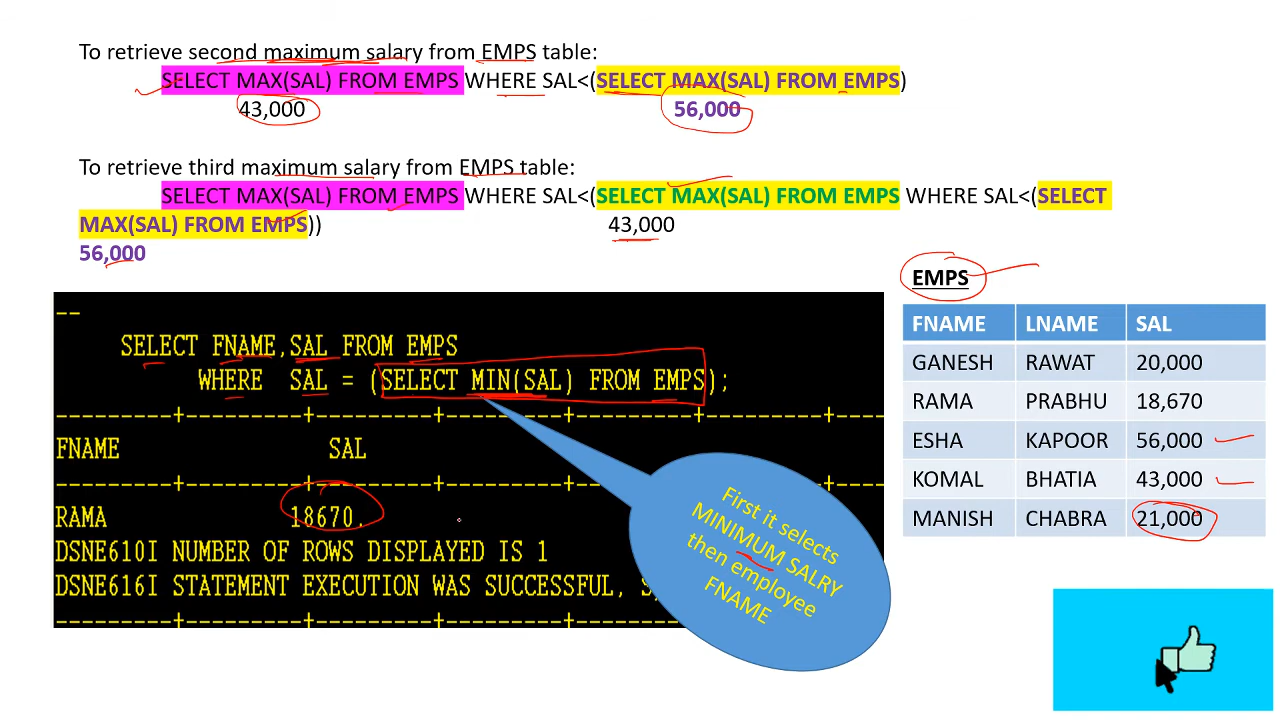 To retrieve second maximum salary from EMPS table:
SELECT MAX(SAL) FROM EMPS WHERE SAL<(SELECT MAX(SAL) FROM EMPS)
43,000 56,000
To retrieve third maximum salary from EMPS table:
SELECT MAX(SAL) FROM EMPS WHERE SAL<(SELECT MAX(SAL) FROM EMPS WHERE SAL<(SELECT
MAX(SAL) FROM EMPS))
43,000
56,000
--
SELECT FNAME,SAL FROM EMPS
WHERE SAL = (SELECT MIN(SAL) FROM EMPS);
---------+---------+---------+---------+---------+---------+--
FNAME SAL
---------+---------+---------+---------+---------+---------+--
RAMA 18670.
DSNE610I NUMBER OF ROWS DISPLAYED IS 1
DSNE616I STATEMENT EXECUTION WAS SUCCESSFUL, S
---------+---------+---------+---------+---------+---------+--
First it selects
MINIMUM SALRY
then employee
FNAME
EMPS
FNAME LNAME SAL
GANESH RAWAT 20,000
RAMA PRABHU 18,670
ESHA KAPOOR 56,000
KOMAL BHATIA 43,000
MANISH CHABRA 21,000